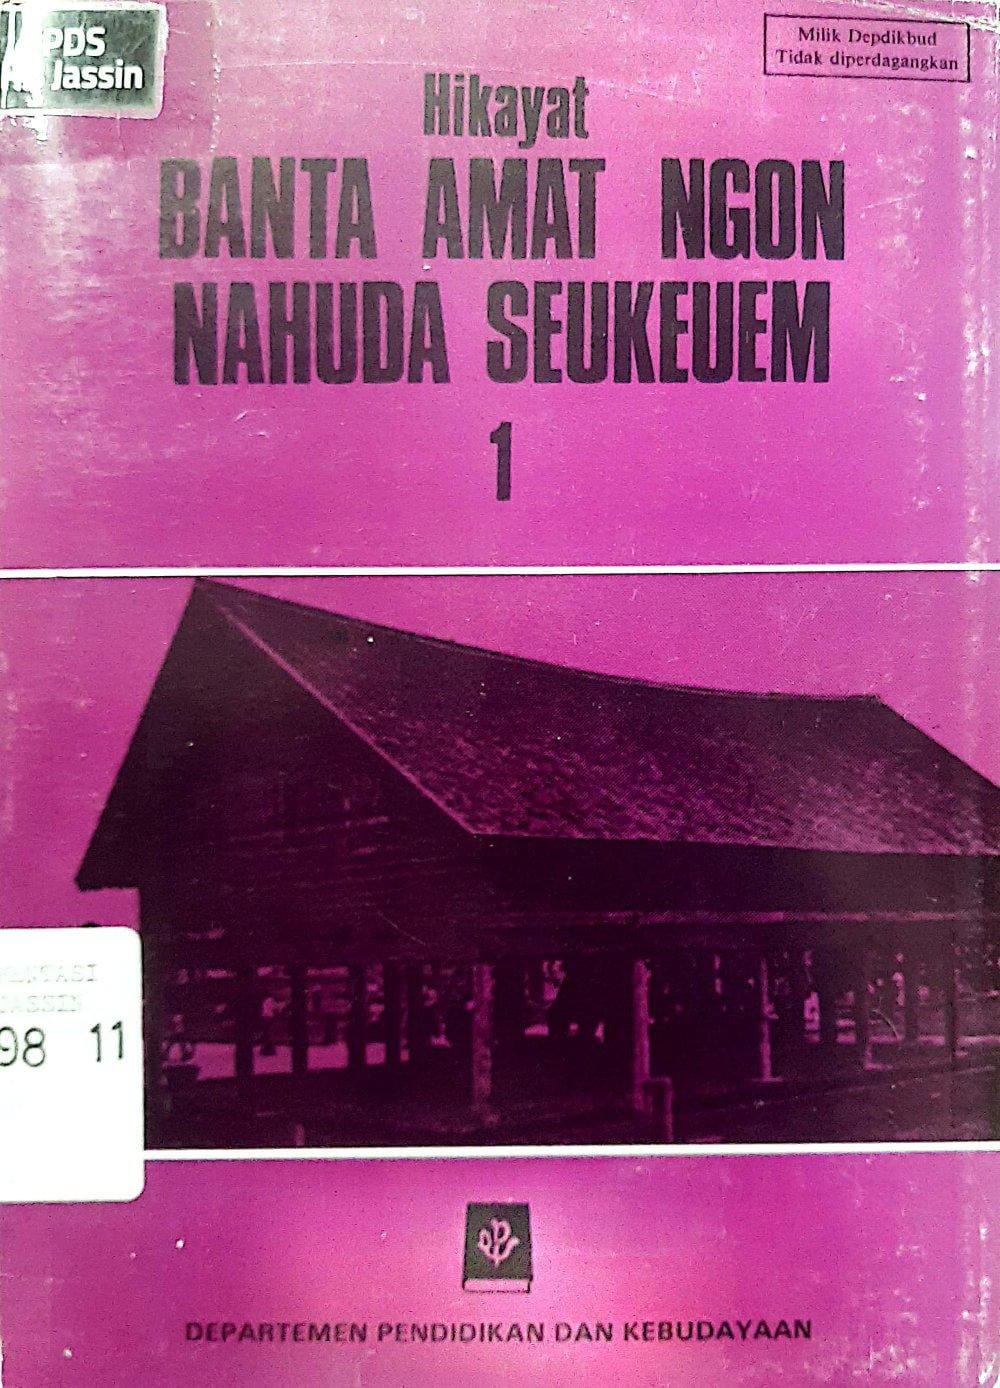 PDS
Jassin
Milik Depdikbud
Tidak diperdagangkan
Hikayat
BANTA AMAT NGON
NAHUDA SEUKEUEM
1
98 11
DEPARTEMEN PENDIDIKAN DAN KEBUDAYAAN